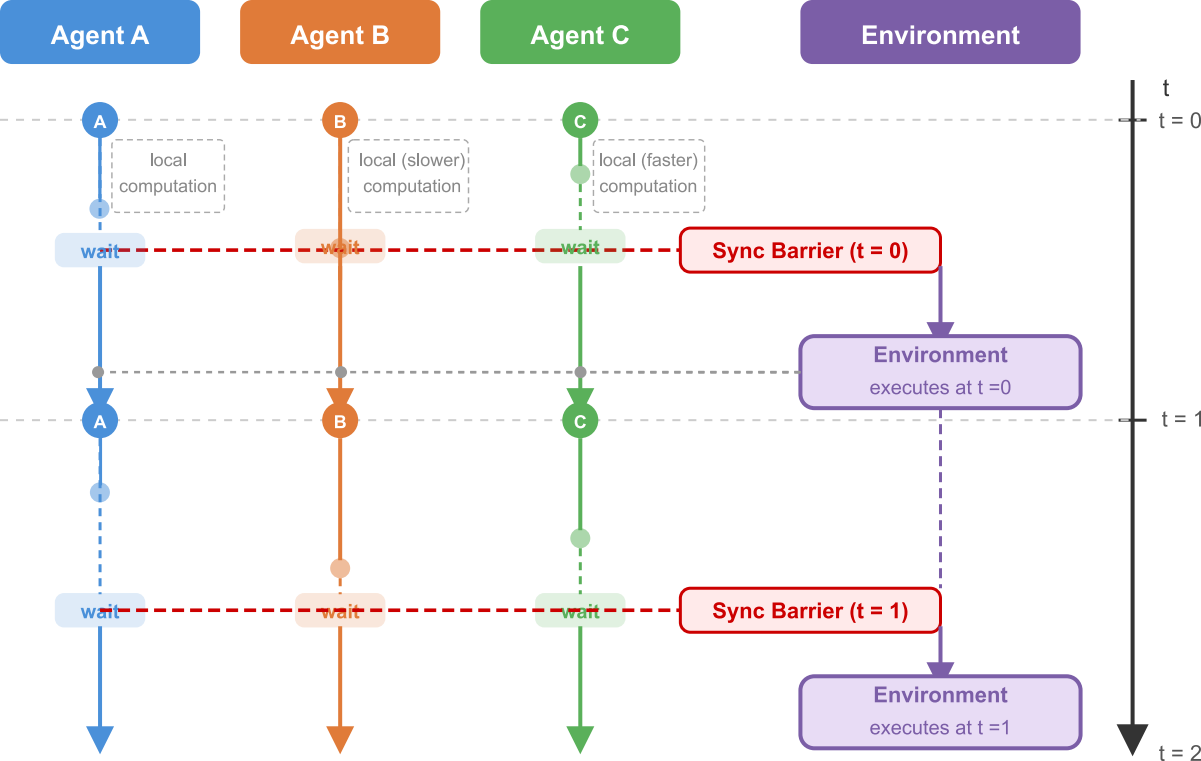 Agent A
Agent B
Agent C
Environment
t
A
B
C
t = 0
local
computation
local (slower)
computation
local (faster)
computation
wait
wait
wait
Sync Barrier (t = 0)
Environment
executes at t =0
A
B
C
t = 1
wait
wait
wait
Sync Barrier (t = 1)
Environment
executes at t =1
t = 2